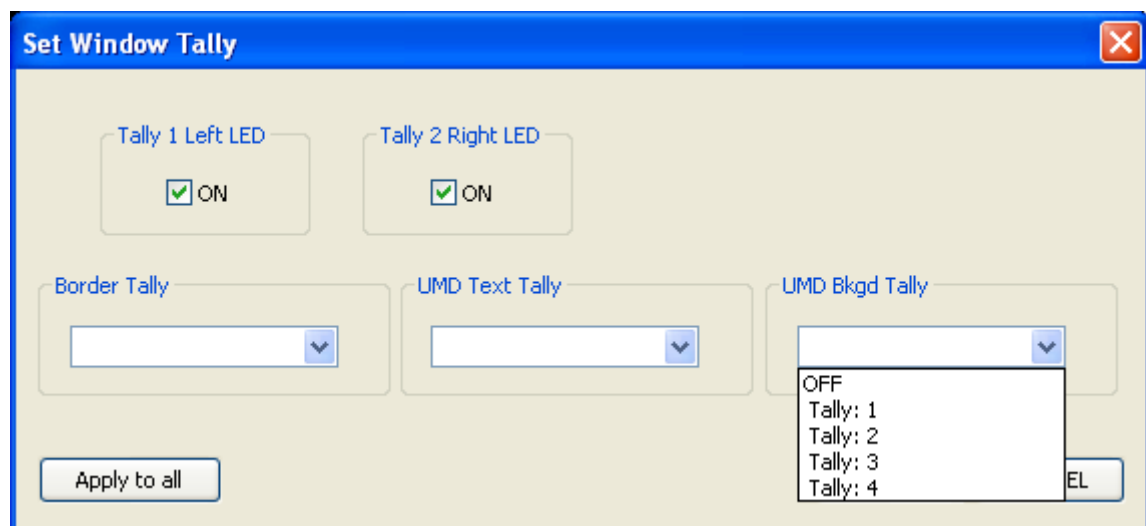 Set Window Tally
Tally 1 Left LED
Tally 2 Right LED
ON
ON
Border Tally
UMD Text Tally
UMD Bkgd Tally
OFF
Tally: 1
Tally: 2
Tally: 3
Tally: 4
Apply to all
EL